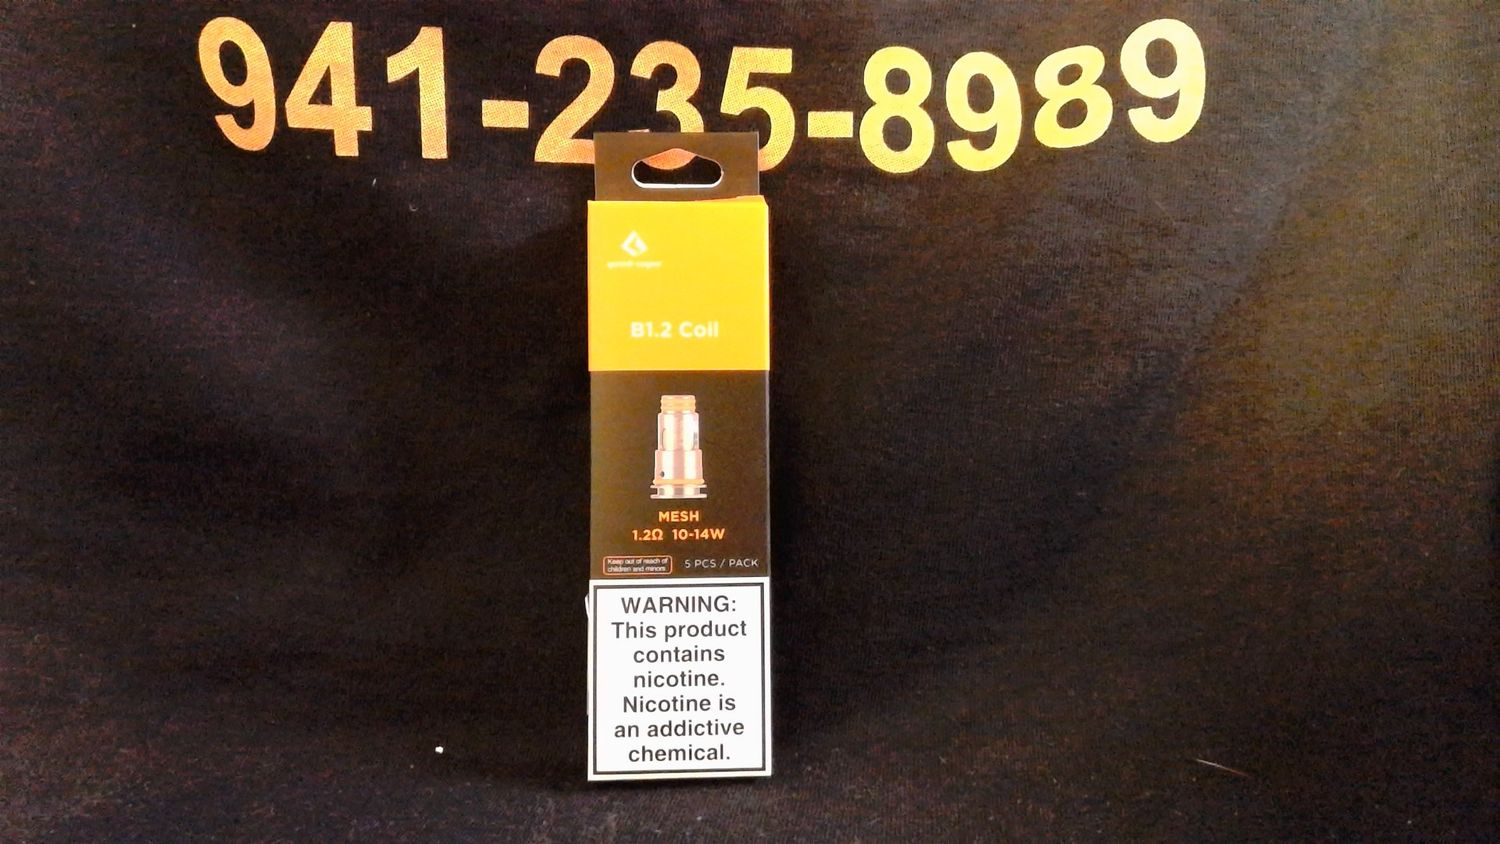 941-235-8989
B1.2 Coil
MESH
1.2Ω 10-14W
Keep out of reach of
children and minors
5 PCS / PACK
WARNING:
This product
contains
nicotine.
Nicotine is
an addictive
chemical.